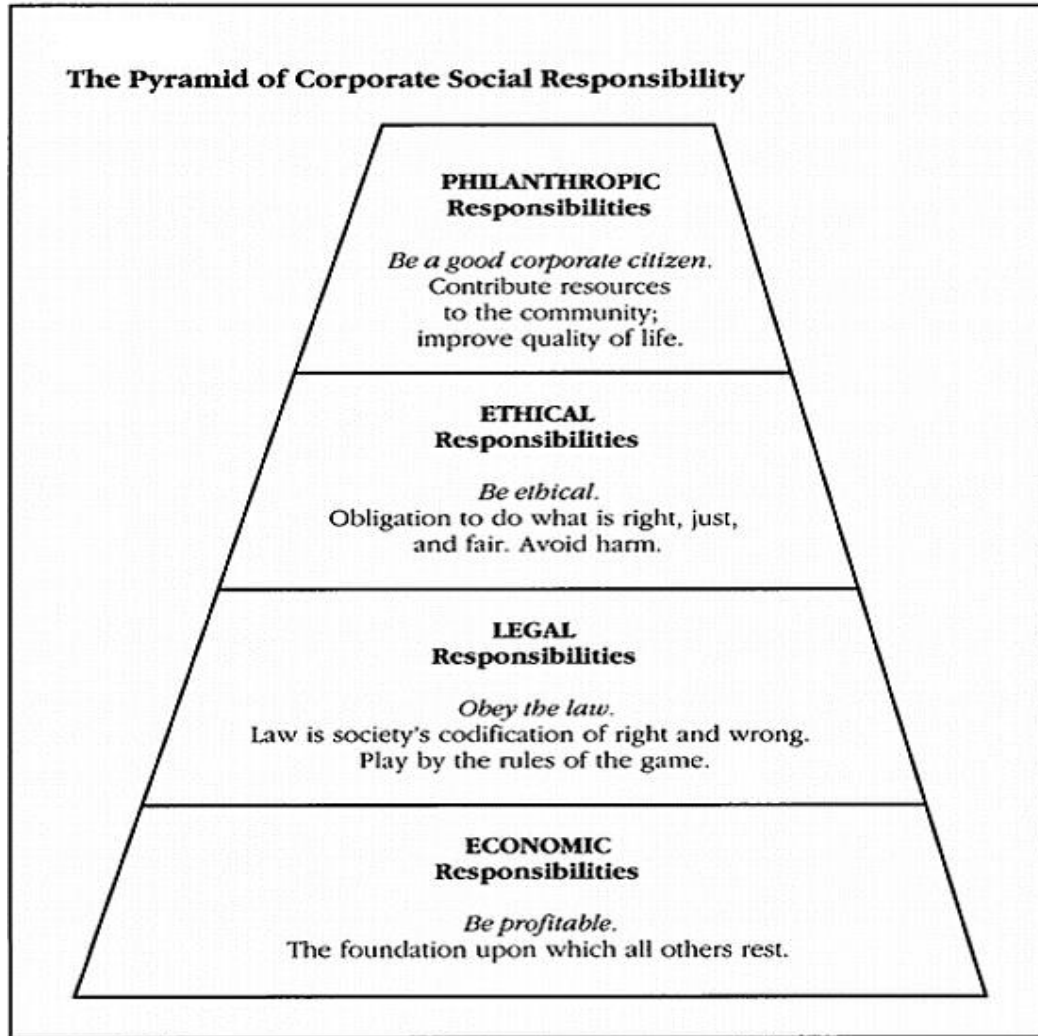 The Pyramid of Corporate Social Responsibility
PHILANTHROPIC
Responsibilities
Be a good corporate citizen.
Contribute resources
to the community;
improve quality of life.
ETHICAL
Responsibilities
Be ethical.
Obligation to do what is right, just,
and fair. Avoid harm.
LEGAL
Responsibilities
Obey the law.
Law is society's codification of right and wrong.
Play by the rules of the game.
ECONOMIC
Responsibilities
Be profitable.
The foundation upon which all others rest.